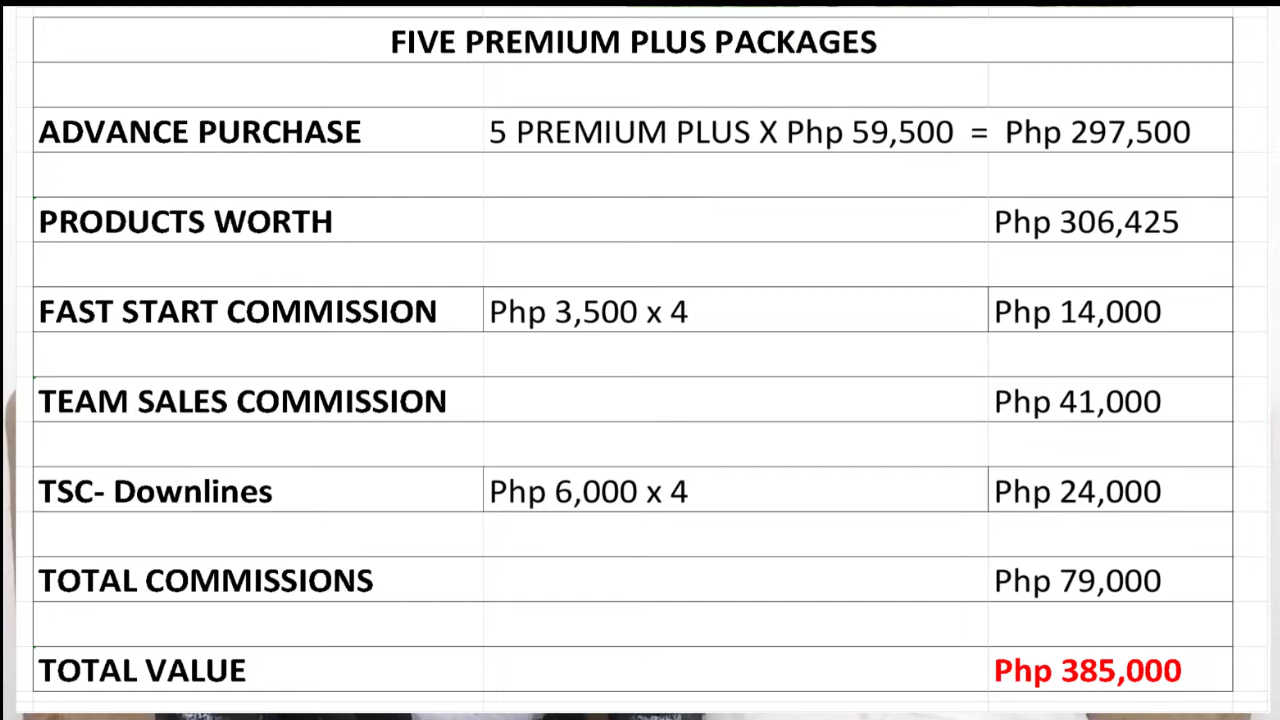 FIVE PREMIUM PLUS PACKAGES
ADVANCE PURCHASE 5 PREMIUM PLUS X Php 59,500 = Php 297,500
PRODUCTS WORTH Php 306,425
FAST START COMMISSION Php 3,500 x 4 Php 14,000
TEAM SALES COMMISSION Php 41,000
TSC- Downlines Php 6,000 x 4 Php 24,000
TOTAL COMMISSIONS Php 79,000
TOTAL VALUE Php 385,000